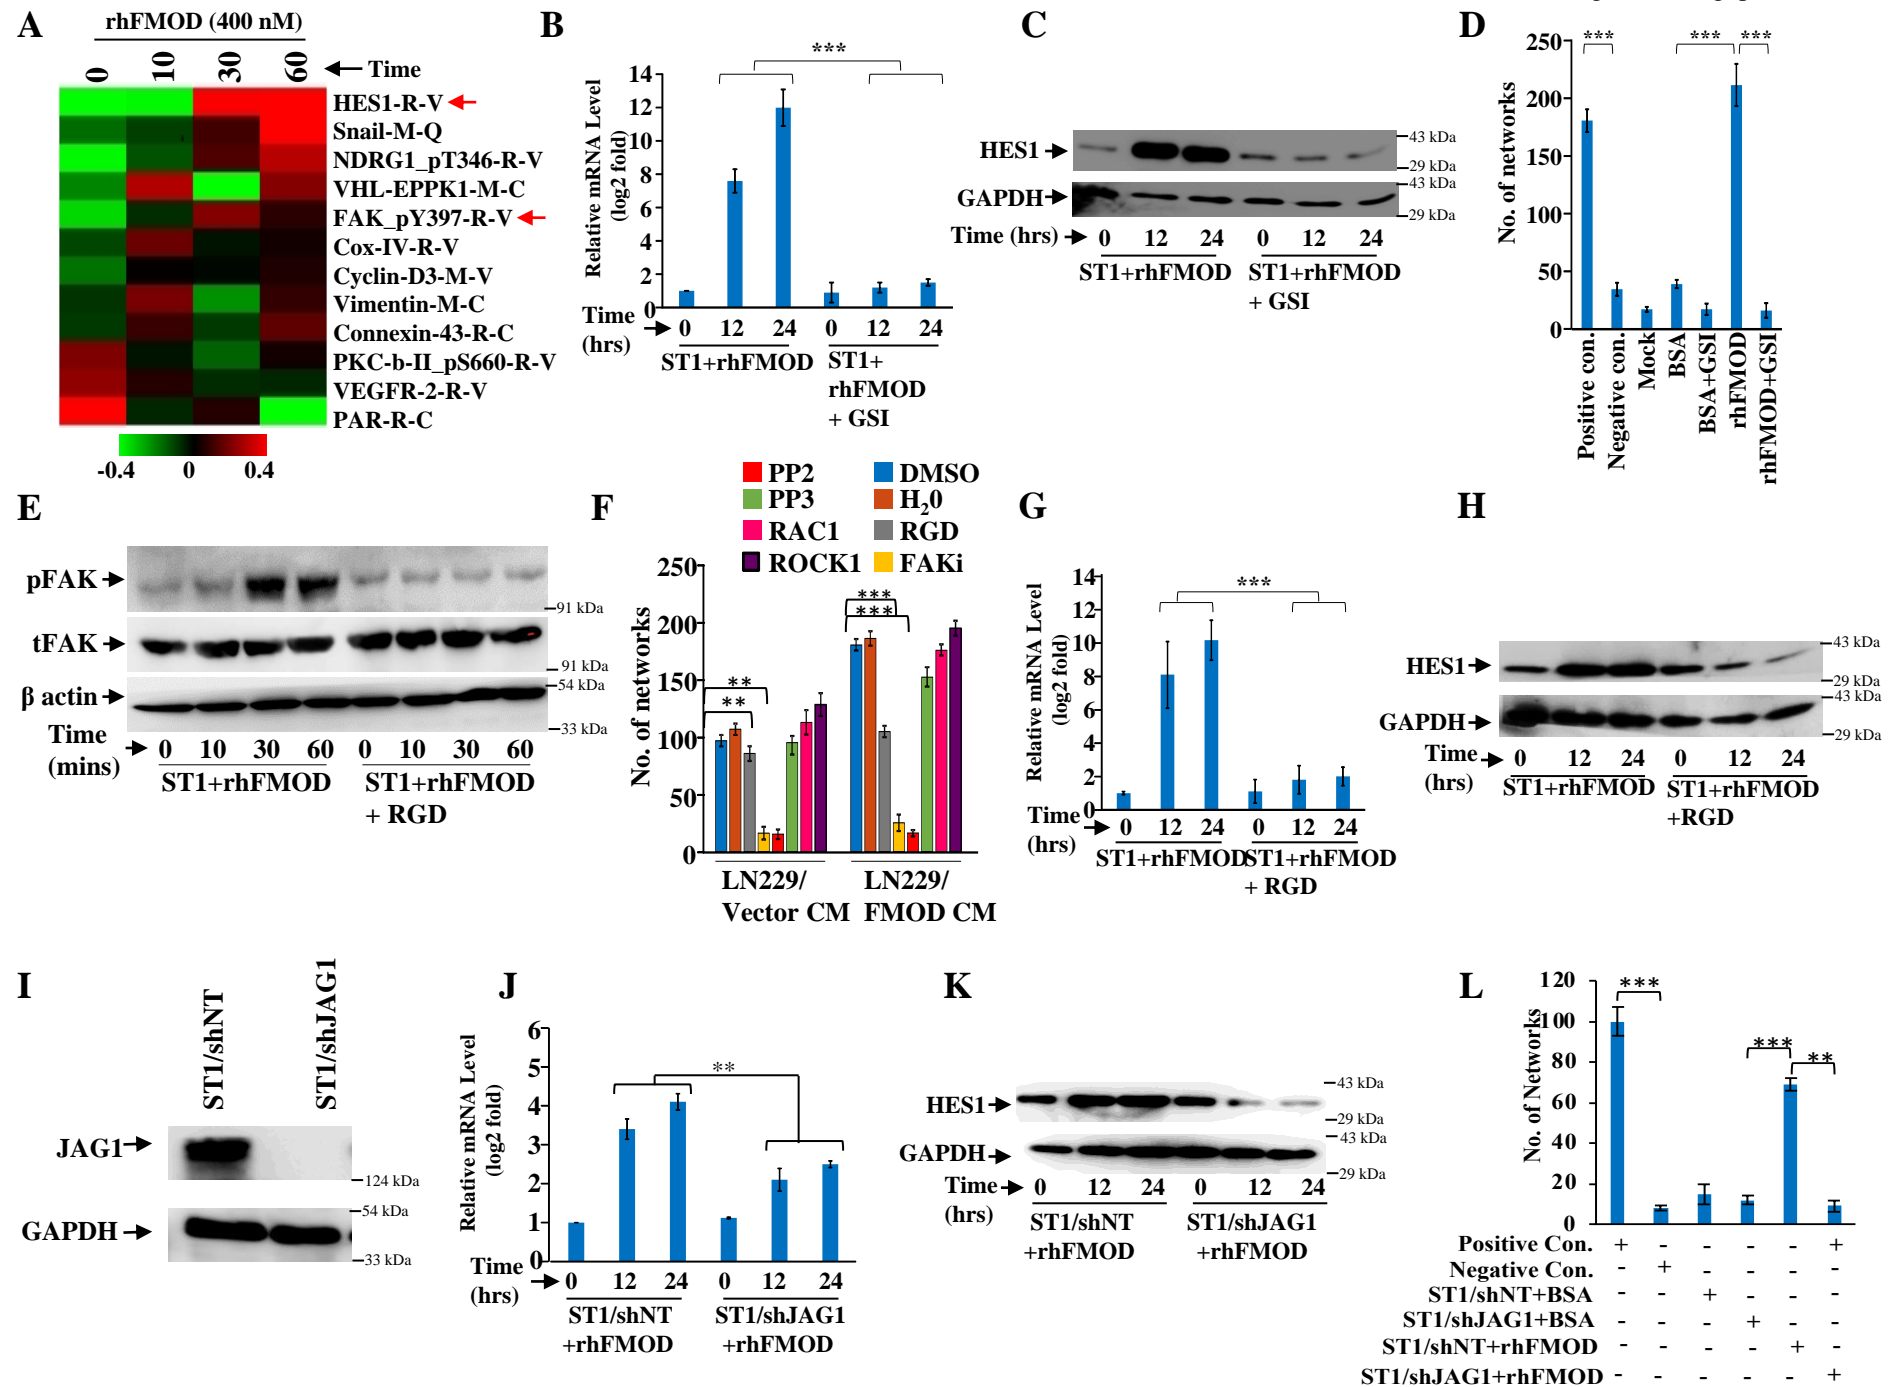 A
rhFMOD (400 nM)
0 10 30 60 Time
HES1-R-V
Snail-M-Q
NDRG1_pT346-R-V
VHL-EPPK1-M-C
FAK_pY397-R-V
Cox-IV-R-V
Cyclin-D3-M-V
Vimentin-M-C
Connexin-43-R-C
PKC-b-II_pS660-R-V
VEGFR-2-R-V
PAR-R-C
-0.4 0 0.4
B
Relative mRNA Level
(log2 fold)
14
12
10
8
6
4
2
0
***
Time
(hrs)
0 12 24 0 12 24
ST1+rhFMOD
ST1+
rhFMOD
+ GSI
C
HES1
43 kDa
29 kDa
GAPDH
43 kDa
29 kDa
Time (hrs) 0 12 24 0 12 24
ST1+rhFMOD ST1+rhFMOD
+ GSI
D
No. of networks
250
200
150
100
50
0
*** *** ***
Positive con.
Negative con.
Mock
BSA
BSA+GSI
rhFMOD
rhFMOD+GSI
E
pFAK
91 kDa
tFAK
91 kDa
β actin
54 kDa
33 kDa
Time
(mins)
0 10 30 60 0 10 30 60
ST1+rhFMOD ST1+rhFMOD
+ RGD
F
PP2 DMSO
PP3 H20
RAC1 RGD
ROCK1 FAKi
No. of networks
250
200
150
100
50
0
**
**
***
***
LN229/
Vector CM
LN229/
FMOD CM
G
Relative mRNA Level
(log2 fold)
14
12
10
8
6
4
2
0
***
Time
(hrs)
0 12 24 0 12 24
ST1+rhFMOD ST1+rhFMOD
+ RGD
H
HES1
43 kDa
29 kDa
GAPDH
43 kDa
29 kDa
Time
(hrs)
0 12 24 0 12 24
ST1+rhFMOD ST1+rhFMOD
+RGD
I
ST1/shNT
ST1/shJAG1
JAG1
124 kDa
GAPDH
54 kDa
33 kDa
J
Relative mRNA Level
(log2 fold)
6
5
4
3
2
1
0
**
Time
(hrs)
0 12 24 0 12 24
ST1/shNT
+rhFMOD
ST1/shJAG1
+rhFMOD
K
HES1
43 kDa
29 kDa
GAPDH
43 kDa
29 kDa
Time
(hrs)
0 12 24 0 12 24
ST1/shNT
+rhFMOD
ST1/shJAG1
+rhFMOD
L
No. of Networks
120
100
80
60
40
20
0
***
***
**
Positive Con. + - - - - +
Negative Con. - + - - - -
ST1/shNT+BSA - - + - - -
ST1/shJAG1+BSA - - - + - -
ST1/shNT+rhFMOD - - - - + -
ST1/shJAG1+rhFMOD - - - - - +